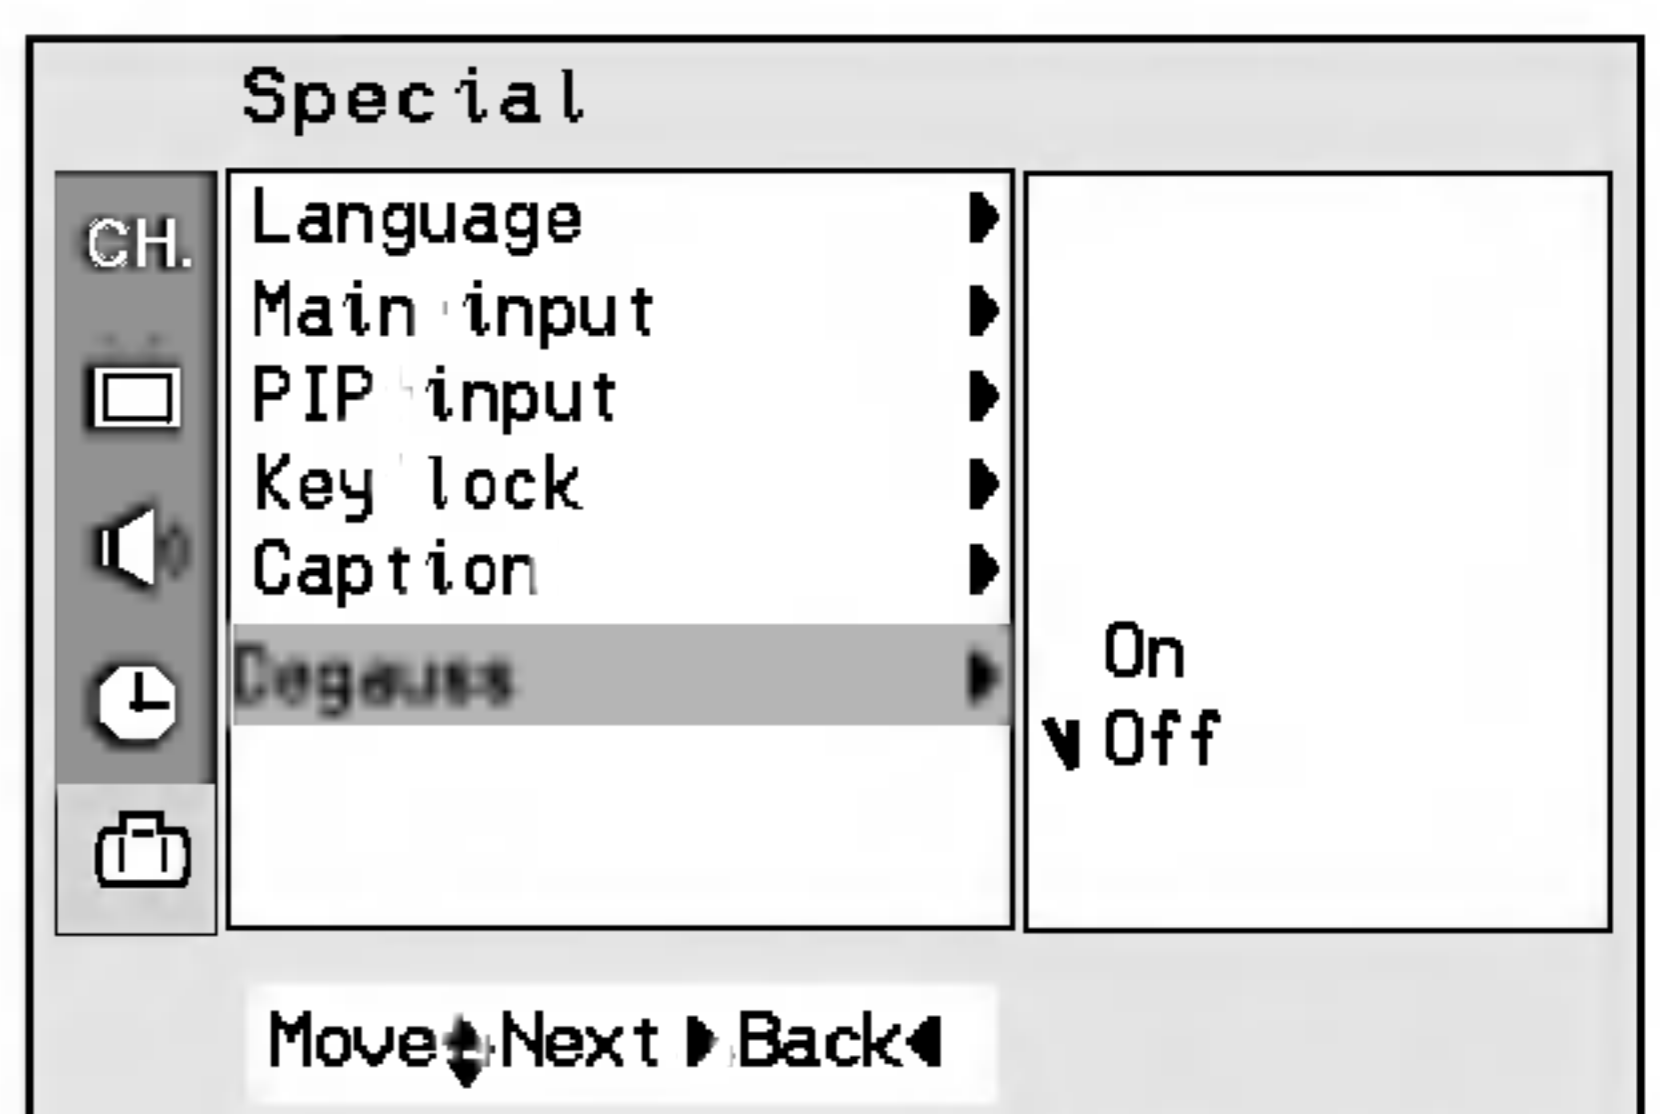 Special
CH.
Language
Main input
PIP input
Key lock
Caption
Degauss
On
Off
Move Next Back